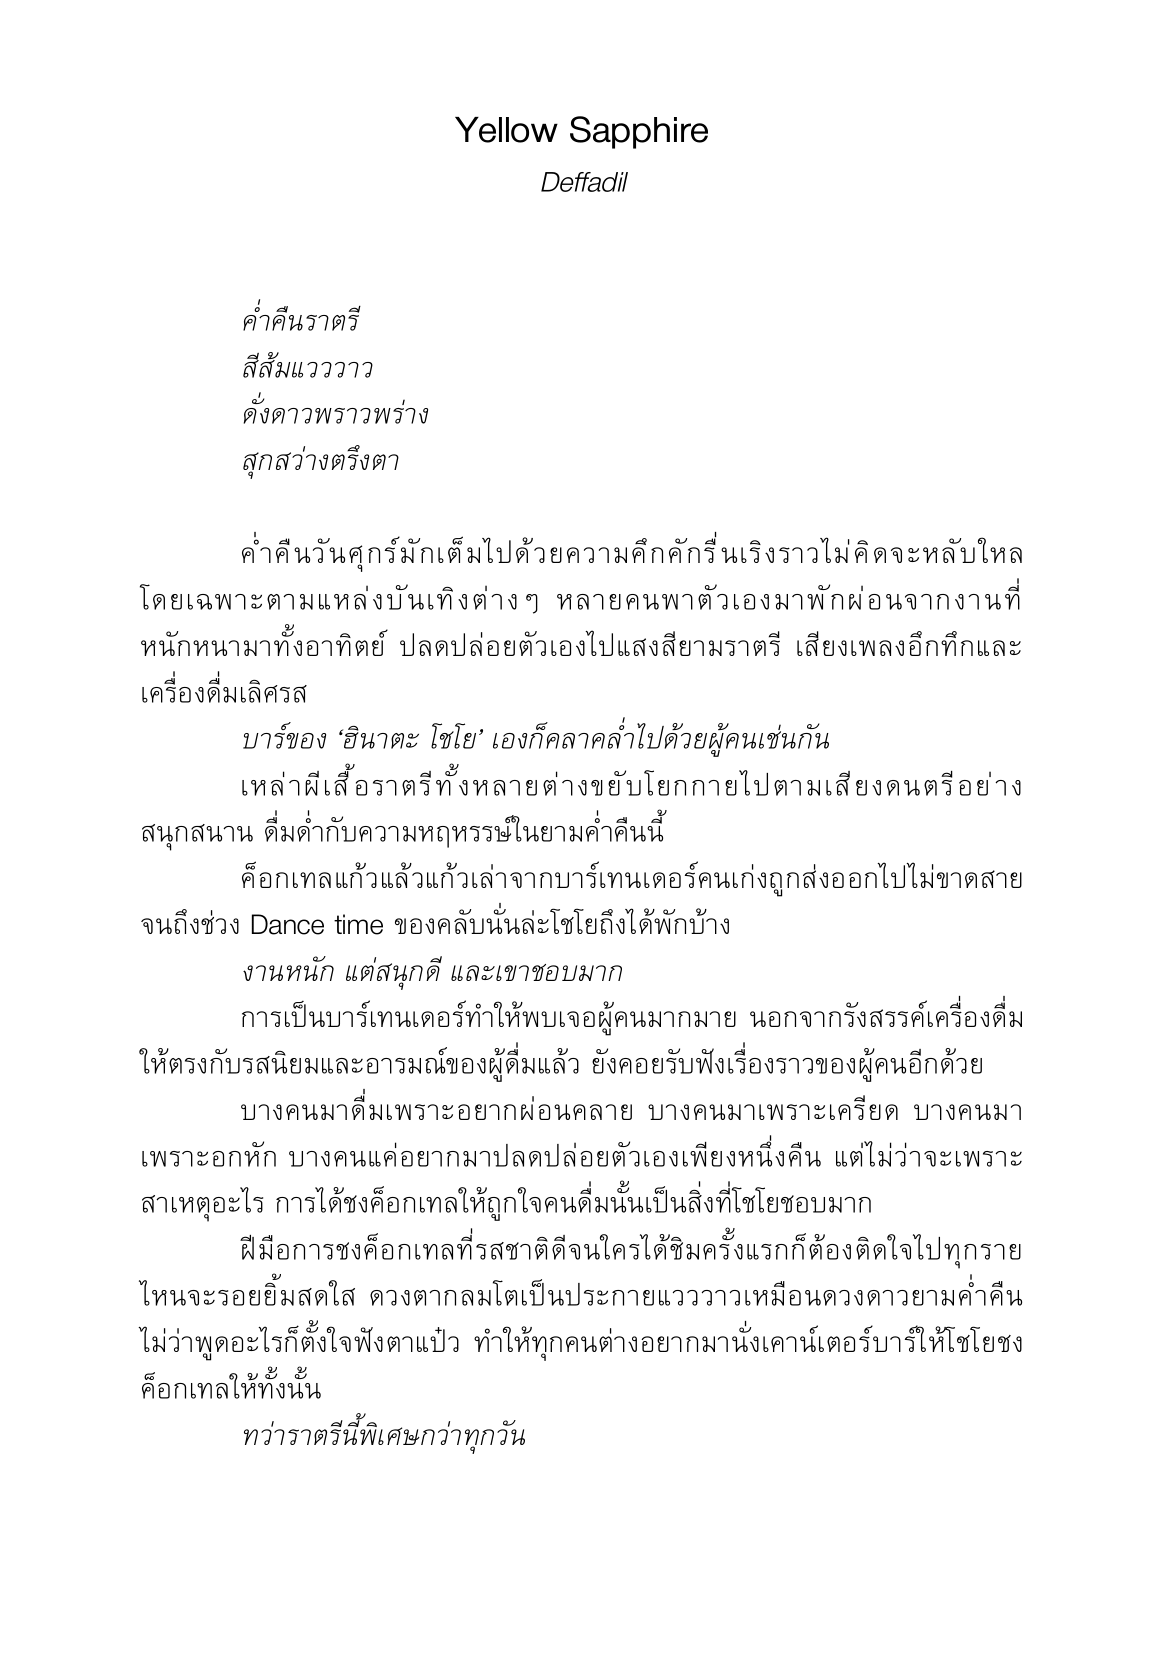 Yellow Sapphire
Deffadil
ค่ำคืนราตรี
สีส้มแวววาว
ดั่งดาวพราวพร่าง
สุกสว่างตรึงตา
ค่ำคืนวันศุกร์มักเต็มไปด้วยความคึกคักรื่นเริงราวไม่คิดจะหลับใหล
โดยเฉพาะตามแหล่งบันเทิงต่างๆ หลายคนพาตัวเองมาพักผ่อนจากงานที่
หนักหนามาทั้งอาทิตย์ ปลดปล่อยตัวเองไปแสงสียามราตรี เสียงเพลงอึกทึกและ
เครื่องดื่มเลิศรส
บาร์ของ ‘ฮินาตะ โชโย’ เองก็คลาคล่ำไปด้วยผู้คนเช่นกัน
เหล่าผีเสื้อราตรีทั้งหลายต่างขยับโยกกายไปตามเสียงดนตรีอย่าง
สนุกสนาน ดื่มด่ำกับความหฤหรรษ์ในยามค่ำคืนนี้
ค็อกเทลแก้วแล้วแก้วเล่าจากบาร์เทนเดอร์คนเก่งถูกส่งออกไปไม่ขาดสาย
จนถึงช่วง Dance time ของคลับนั่นล่ะโชโยถึงได้พักบ้าง
งานหนัก แต่สนุกดี และเขาชอบมาก
การเป็นบาร์เทนเดอร์ทำให้พบเจอผู้คนมากมาย นอกจากรังสรรค์เครื่องดื่ม
ให้ตรงกับรสนิยมและอารมณ์ของผู้ดื่มแล้ว ยังคอยรับฟังเรื่องราวของผู้คนอีกด้วย
บางคนมาดื่มเพราะอยากผ่อนคลาย บางคนมาเพราะเครียด บางคนมา
เพราะอกหัก บางคนแค่อยากมาปลดปล่อยตัวเองเพียงหนึ่งคืน แต่ไม่ว่าจะเพราะ
สาเหตุอะไร การได้ชงค็อกเทลให้ถูกใจคนดื่มนั้นเป็นสิ่งที่โชโยชอบมาก
ฝีมือการชงค็อกเทลที่รสชาติดีจนใครได้ชิมครั้งแรกก็ต้องติดใจไปทุกราย
ไหนจะรอยยิ้มสดใส ดวงตากลมโตเป็นประกายแวววาวเหมือนดวงดาวยามค่ำคืน
ไม่ว่าพูดอะไรก็ตั้งใจฟังตาแป๋ว ทำให้ทุกคนต่างอยากมานั่งเคาน์เตอร์บาร์ให้โชโยชง
ค็อกเทลให้ทั้งนั้น
ทว่าราตรีนี้พิเศษกว่าทุกวัน